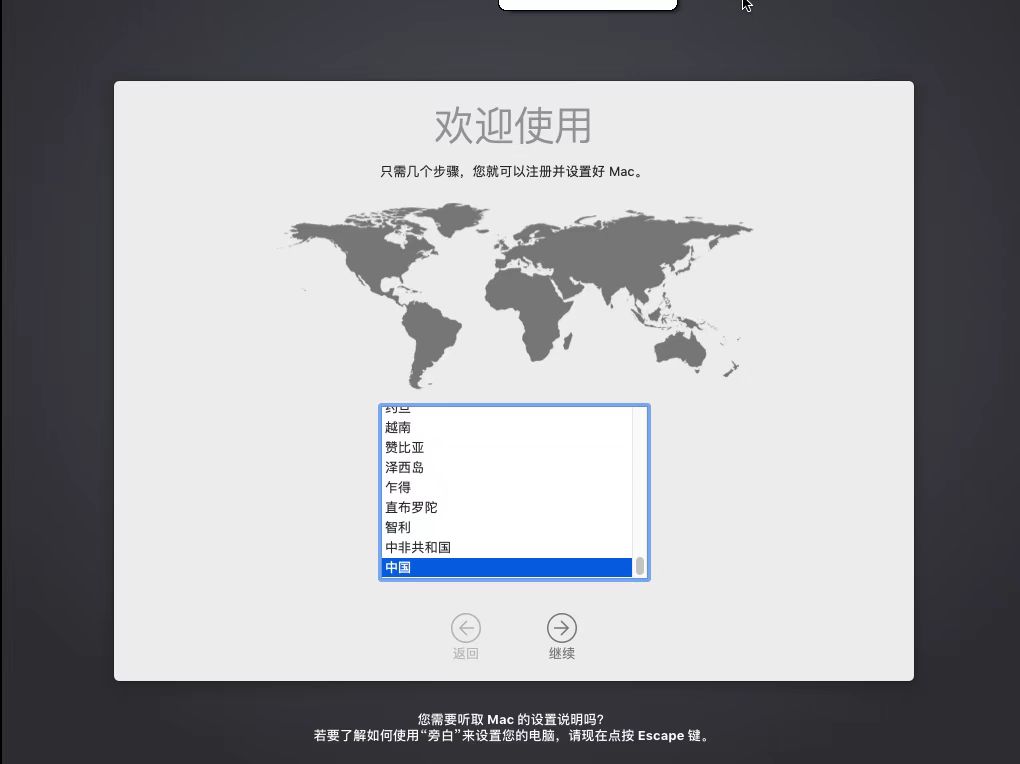 欢迎使用
只需几个步骤，您就可以注册并设置好 Mac。
约旦
越南
赞比亚
泽西岛
乍得
直布罗陀
智利
中非共和国
中国
返回
继续
您需要听取 Mac 的设置说明吗?
若要了解如何使用“旁白”来设置您的电脑，请现在点按 Escape 键。